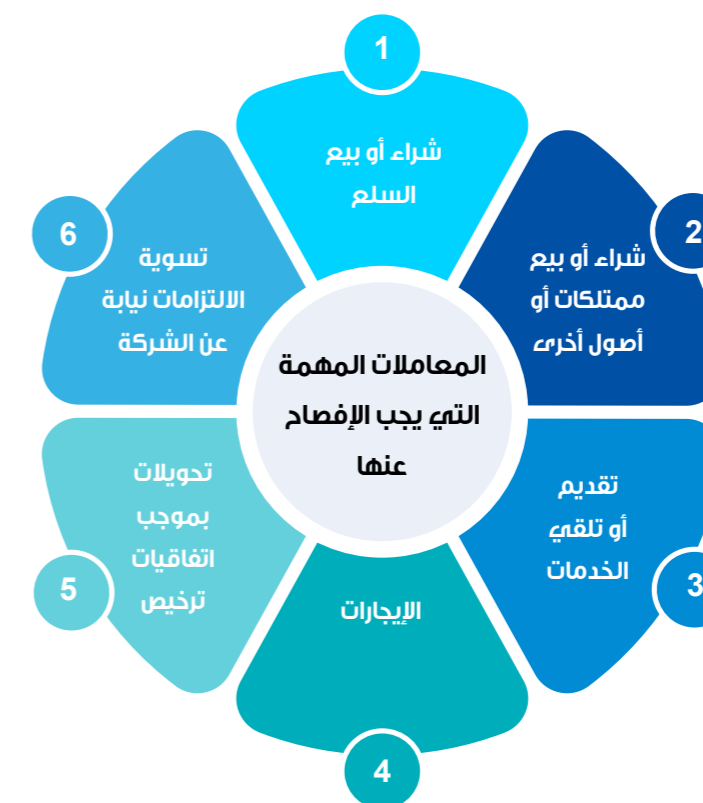 المعاملات المهمة
التي يجب الإفصاح
عنها
1
شراء أو بيع
السلع
2
شراء أو بيع
ممتلكات أو
أصول أخرى
3
تقديم
أو تلقي
الخدمات
4
الإيجارات
5
تحويلات
بموجب
اتفاقيات
ترخيص
6
تسوية
الالتزامات نيابة
عن الشركة